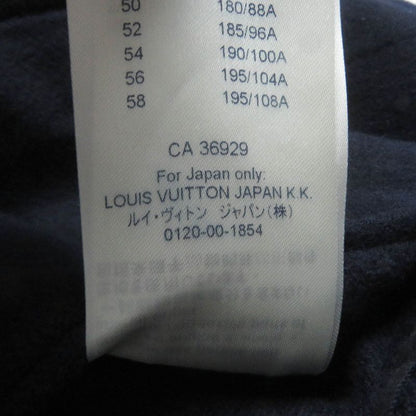 50 180/88A
52 185/96A
54 190/100A
56 195/104A
58 195/108A
CA 36929
For Japan only:
LOUIS VUITTON JAPAN K.K.
ルイ・ヴィトン ジャパン(株)
0120-00-1854